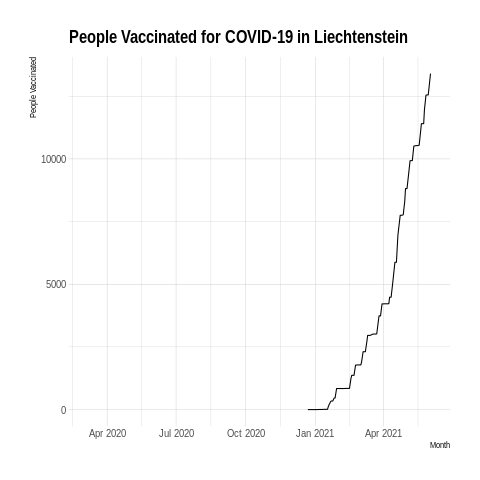 People Vaccinated for COVID-19 in Liechtenstein
People Vaccinated
10000
5000
0
Apr 2020 Jul 2020 Oct 2020 Jan 2021 Apr 2021
Month